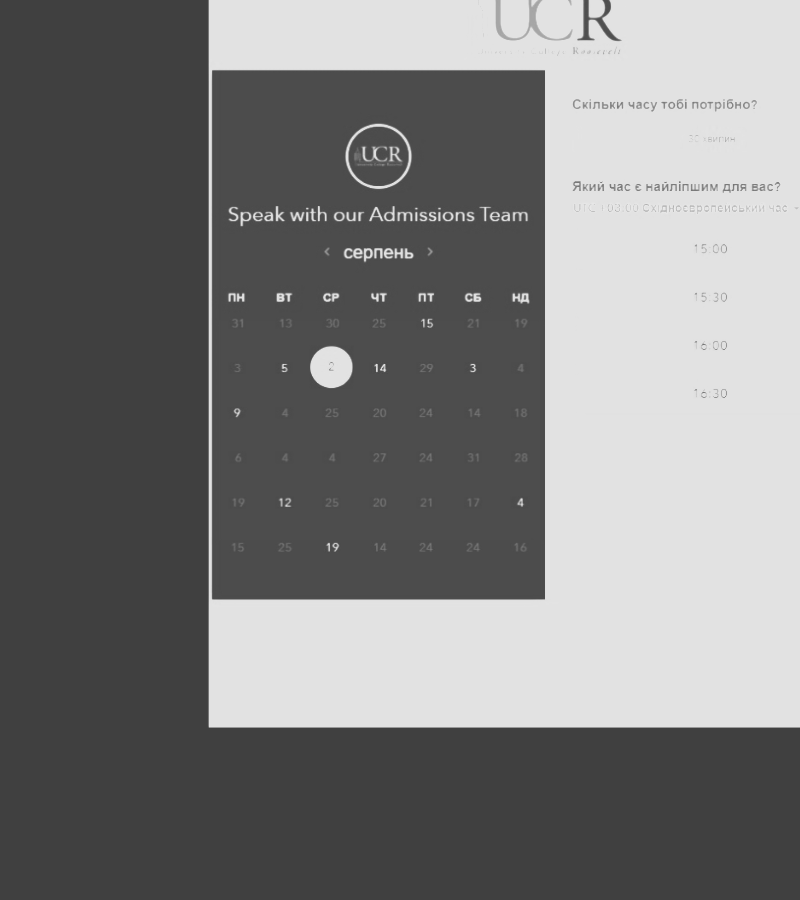 UCR
Roosevelt
UCR
Speak with our Admissions Team
‹ серпень ›
ПН ВТ СР ЧТ ПТ СБ НД
31 13 30 25 15 21 19
3 5 2 14 29 3 4
9 4 25 20 24 14 18
6 4 4 27 24 31 28
19 12 25 20 21 17 4
15 25 19 14 24 24 16
Скільки часу тобі потрібно?
30 хвилин
Який час є найліпшим для вас?
UTC +03:00 Східноєвропейський час
15:00
15:30
16:00
16:30